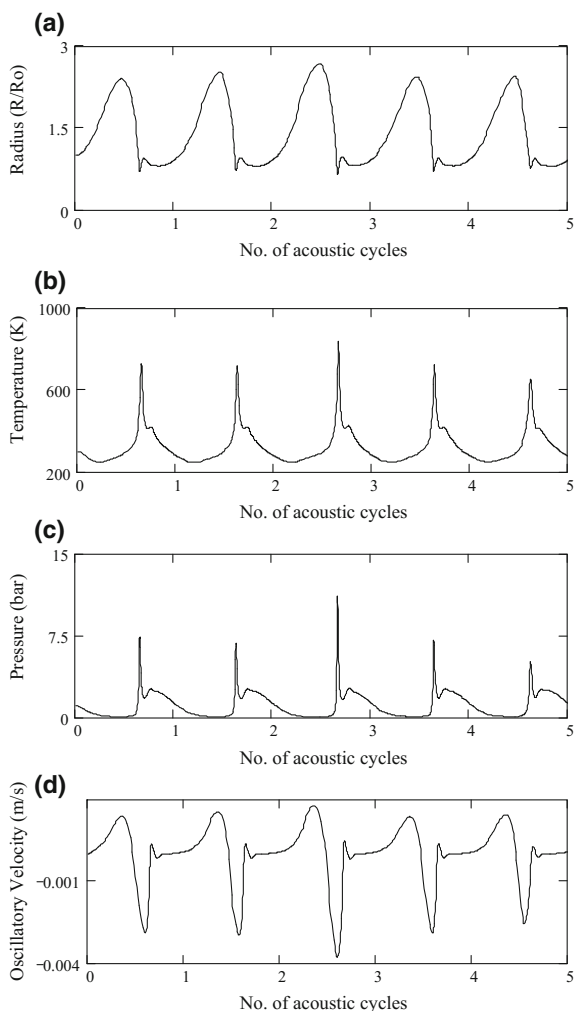 (a)
3
1.5
0
Radius (R/Ro)
0 1 2 3 4 5
No. of acoustic cycles
(b)
1000
600
200
Temperature (K)
0 1 2 3 4 5
No. of acoustic cycles
(c)
15
7.5
0
Pressure (bar)
0 1 2 3 4 5
No. of acoustic cycles
(d)
−0.001
−0.004
Oscillatory Velocity (m/s)
0 1 2 3 4 5
No. of acoustic cycles